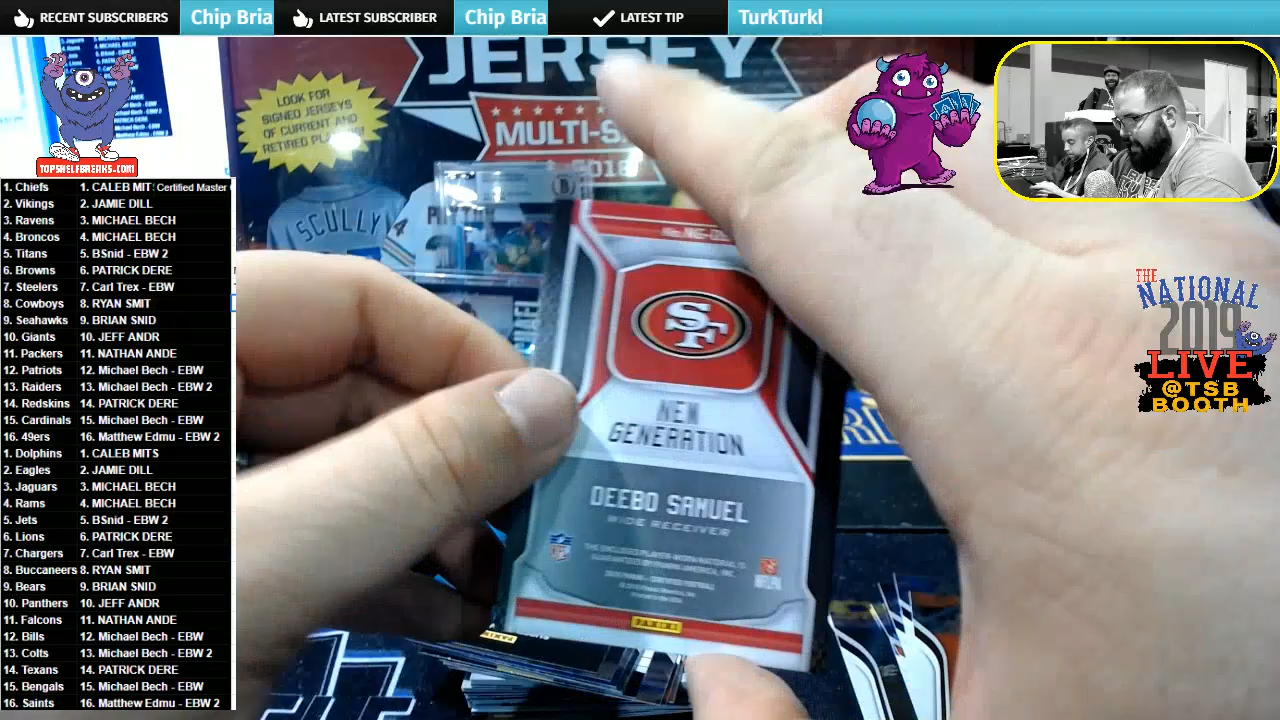 RECENT SUBSCRIBERS
Chip Bria
LATEST SUBSCRIBER
Chip Bria
LATEST TIP
TurkTurkl
JERSEY
LOOK FOR
SIGNED JERSEYS
OF CURRENT AND
RETIRED
MULTI-S
SCULLY
TOPSHELFBREAKS.COM
1. Chiefs 1. CALEB MIT: Certified Master
2. Vikings 2. JAMIE DILL
3. Ravens 3. MICHAEL BECH
4. Broncos 4. MICHAEL BECH
5. Titans 5. BSnid - EBW 2
6. Browns 6. PATRICK DERE
7. Steelers 7. Carl Trex - EBW
8. Cowboys 8. RYAN SMIT
9. Seahawks 9. BRIAN SNID
10. Giants 10. JEFF ANDR
11. Packers 11. NATHAN ANDE
12. Patriots 12. Michael Bech - EBW
13. Raiders 13. Michael Bech - EBW 2
14. Redskins 14. PATRICK DERE
15. Cardinals 15. Michael Bech - EBW
16. 49ers 16. Matthew Edmu - EBW 2
1. Dolphins 1. CALEB MITS
2. Eagles 2. JAMIE DILL
3. Jaguars 3. MICHAEL BECH
4. Rams 4. MICHAEL BECH
5. Jets 5. BSnid - EBW 2
6. Lions 6. PATRICK DERE
7. Chargers 7. Carl Trex - EBW
8. Buccaneers 8. RYAN SMIT
9. Bears 9. BRIAN SNID
10. Panthers 10. JEFF ANDR
11. Falcons 11. NATHAN ANDE
12. Bills 12. Michael Bech - EBW
13. Colts 13. Michael Bech - EBW 2
14. Texans 14. PATRICK DERE
15. Bengals 15. Michael Bech - EBW
16. Saints 16. Matthew Edmu - EBW 2
SF
NEW
GENERATION
DEEBO SAMUEL
WIDE RECEIVER
THE ENCLOSED PLAYER-WORN MATERIAL IS
GUARANTEED BY PANINI AMERICA, INC.
PANINI
THE
NATIONAL
2019
LIVE
@TSB
BOOTH